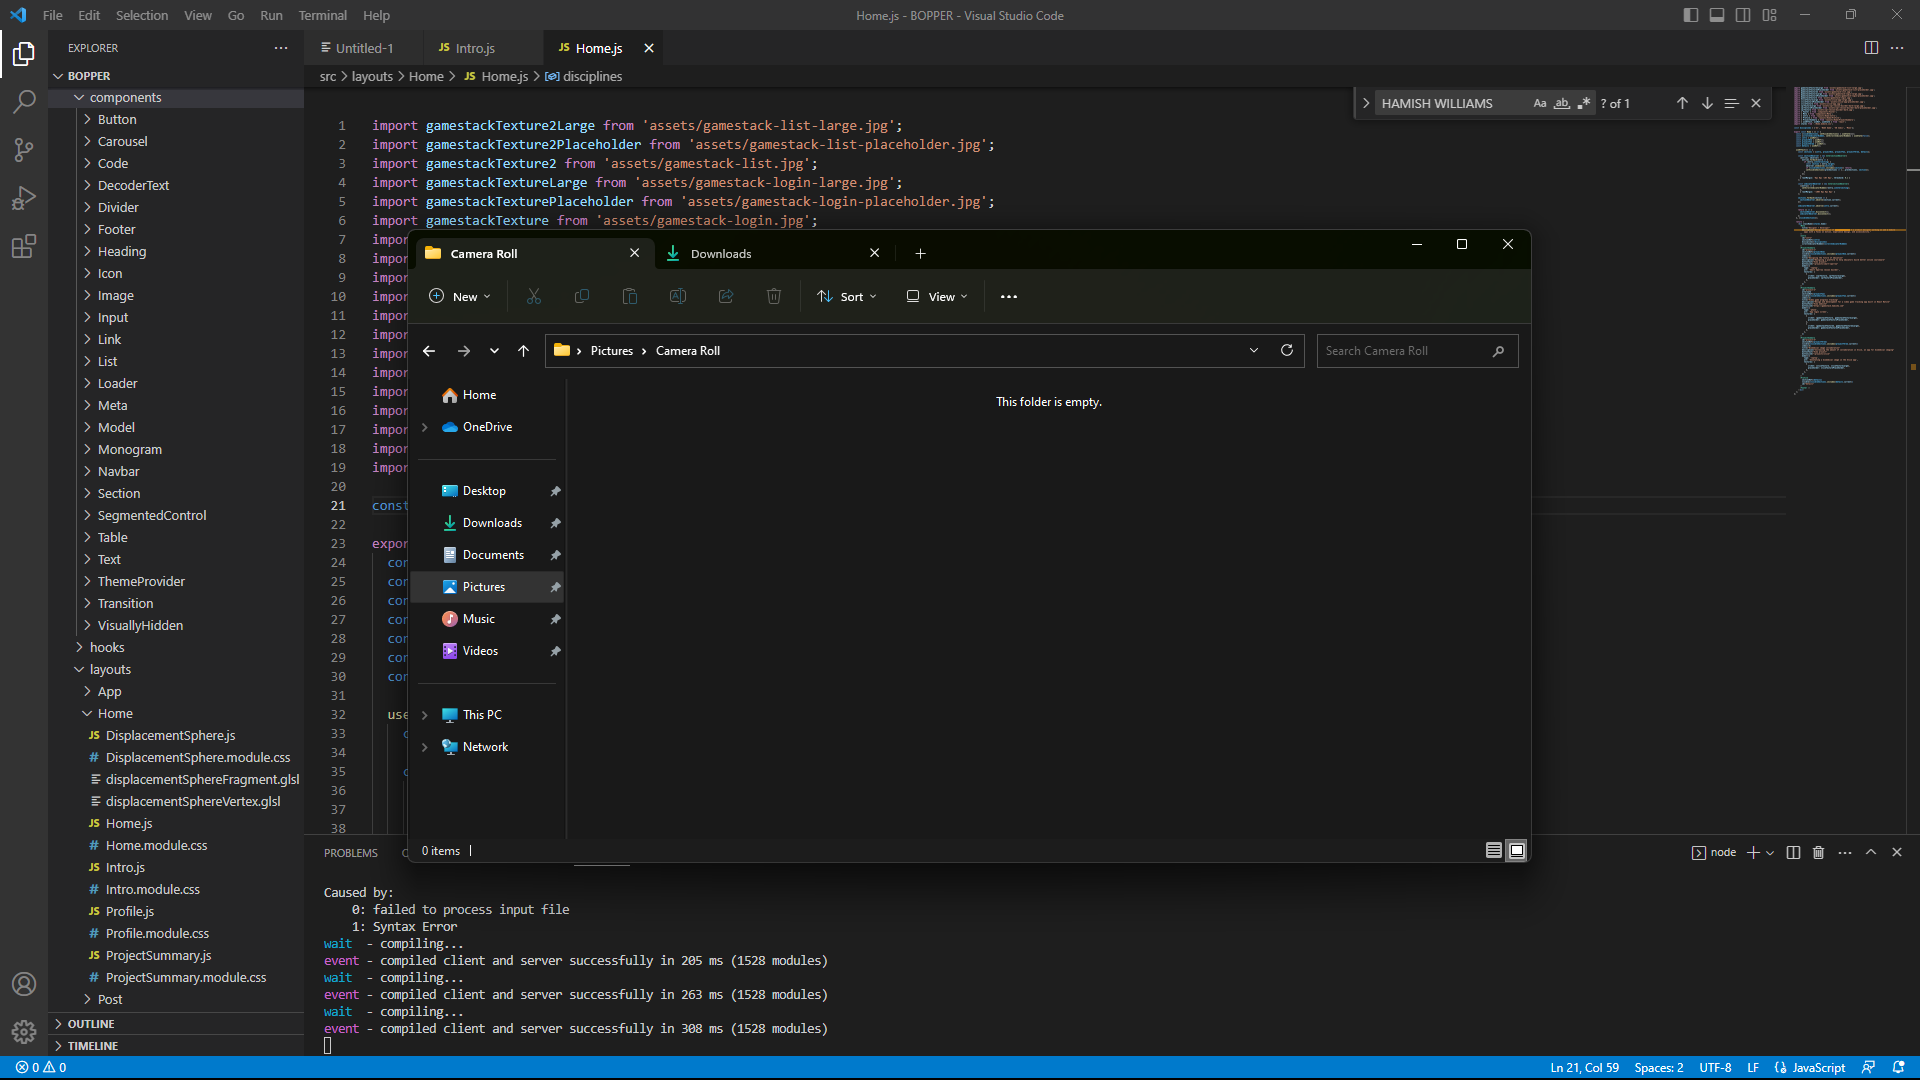 File Edit Selection View Go Run Terminal Help
Home.js - BOPPER - Visual Studio Code
EXPLORER
BOPPER
components
Button
Carousel
Code
DecoderText
Divider
Footer
Heading
Icon
Image
Input
Link
List
Loader
Meta
Model
Monogram
Navbar
Section
SegmentedControl
Table
Text
ThemeProvider
Transition
VisuallyHidden
hooks
layouts
App
Home
JS DisplacementSphere.js
# DisplacementSphere.module.css
displacementSphereFragment.glsl
displacementSphereVertex.glsl
JS Home.js
# Home.module.css
JS Intro.js
# Intro.module.css
JS Profile.js
# Profile.module.css
JS ProjectSummary.js
# ProjectSummary.module.css
Post
OUTLINE
TIMELINE
Untitled-1
JS Intro.js
JS Home.js
src > layouts > Home > JS Home.js > disciplines
HAMISH WILLIAMS Aa ab ? of 1
1 import gamestackTexture2Large from 'assets/gamestack-list-large.jpg';
2 import gamestackTexture2Placeholder from 'assets/gamestack-list-placeholder.jpg';
3 import gamestackTexture2 from 'assets/gamestack-list.jpg';
4 import gamestackTextureLarge from 'assets/gamestack-login-large.jpg';
5 import gamestackTexturePlaceholder from 'assets/gamestack-login-placeholder.jpg';
6 import gamestackTexture from 'assets/gamestack-login.jpg';
7 impor
8 impor
9 impor
10 impor
11 impor
12 impor
13 impor
14 impor
15 impor
16 impor
17 impor
18 impor
19 impor
20
21 const
22
23 expor
24 con
25 con
26 con
27 con
28 con
29 con
30 con
31
32 use
33 c
34
35 c
36
37
38
Camera Roll
Downloads
New
Sort
View
Pictures > Camera Roll
Search Camera Roll
Home
OneDrive
Desktop
Downloads
Documents
Pictures
Music
Videos
This PC
Network
This folder is empty.
0 items
PROBLEMS
node
Caused by:
0: failed to process input file
1: Syntax Error
wait - compiling...
event - compiled client and server successfully in 205 ms (1528 modules)
wait - compiling...
event - compiled client and server successfully in 263 ms (1528 modules)
wait - compiling...
event - compiled client and server successfully in 308 ms (1528 modules)
0 0
Ln 21, Col 59 Spaces: 2 UTF-8 LF {} JavaScript